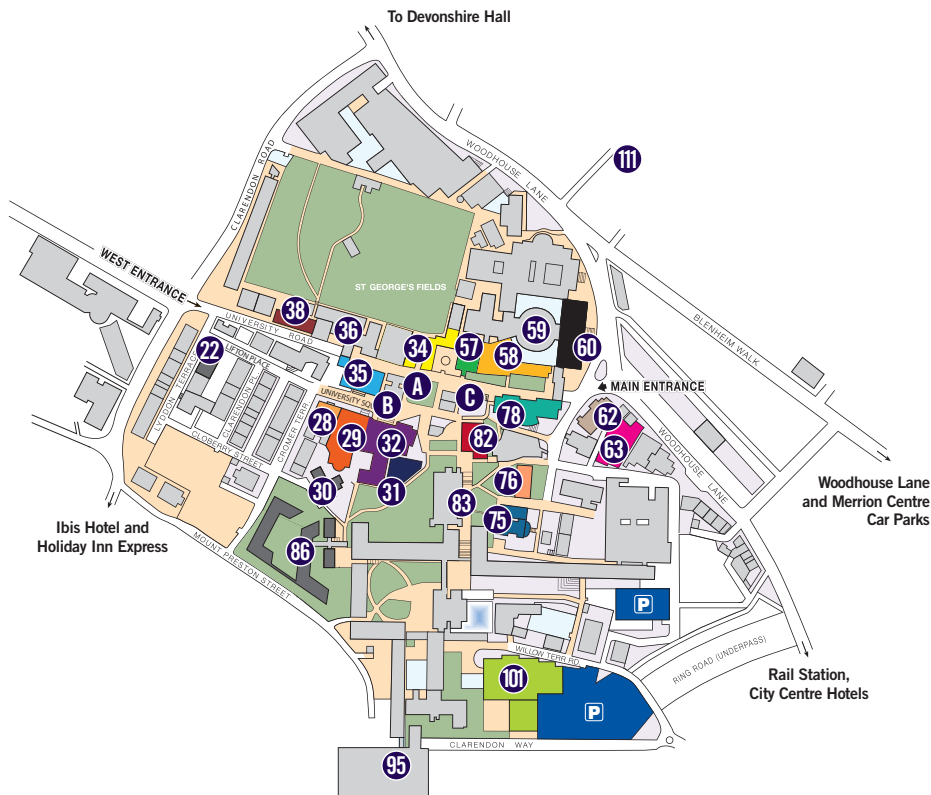 To Devonshire Hall
WOODHOUSE LANE
111
CLARENDON ROAD
WEST ENTRANCE
ST GEORGE'S FIELDS
BLENHEIM WALK
38
36
UNIVERSITY ROAD
34
57
58
59
60
22
LIFTON PLACE
35
A
MAIN ENTRANCE
LYDDON TERRACE
CLARENDON PL
CROMER TERR
UNIVERSITY SQ
B
C
78
62
63
WOODHOUSE LANE
28
29
32
82
CLOBERRY STREET
30
31
83
76
75
Woodhouse Lane
and Merrion Centre
Car Parks
Ibis Hotel and
Holiday Inn Express
MOUNT PRESTON STREET
86
P
WILLOW TERR RD
RING ROAD (UNDERPASS)
Rail Station,
City Centre Hotels
101
P
CLARENDON WAY
95